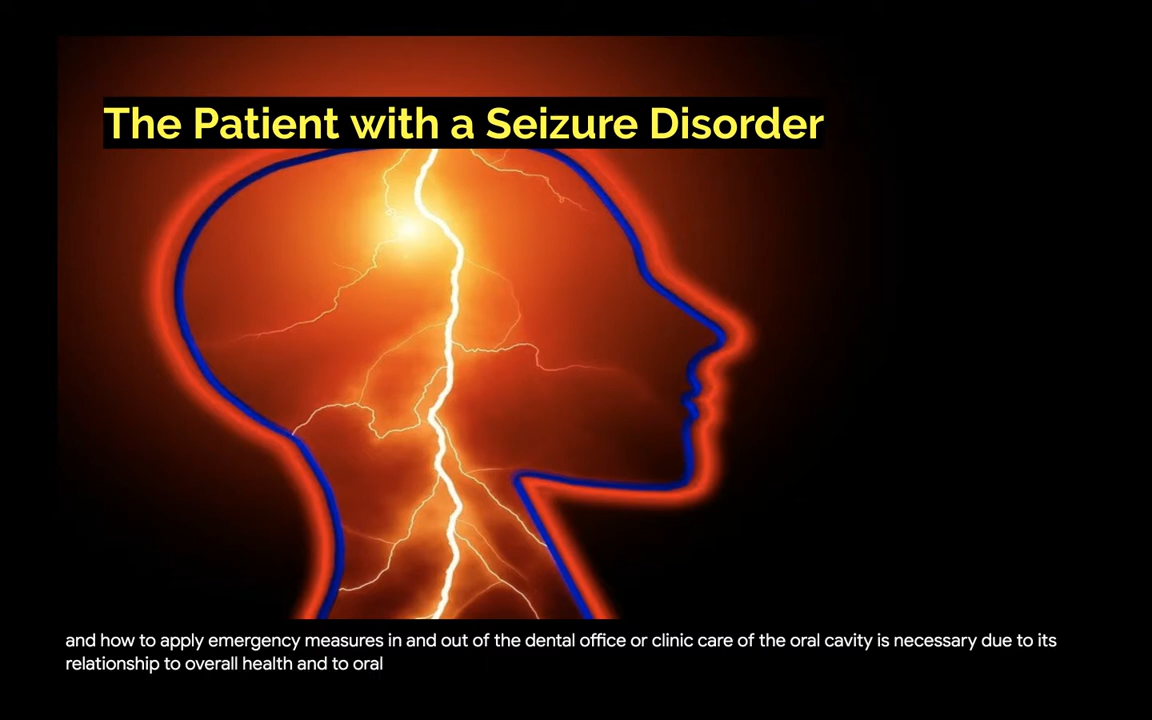 The Patient with a Seizure Disorder
and how to apply emergency measures in and out of the dental office or clinic care of the oral cavity is necessary due to its
relationship to overall health and to oral